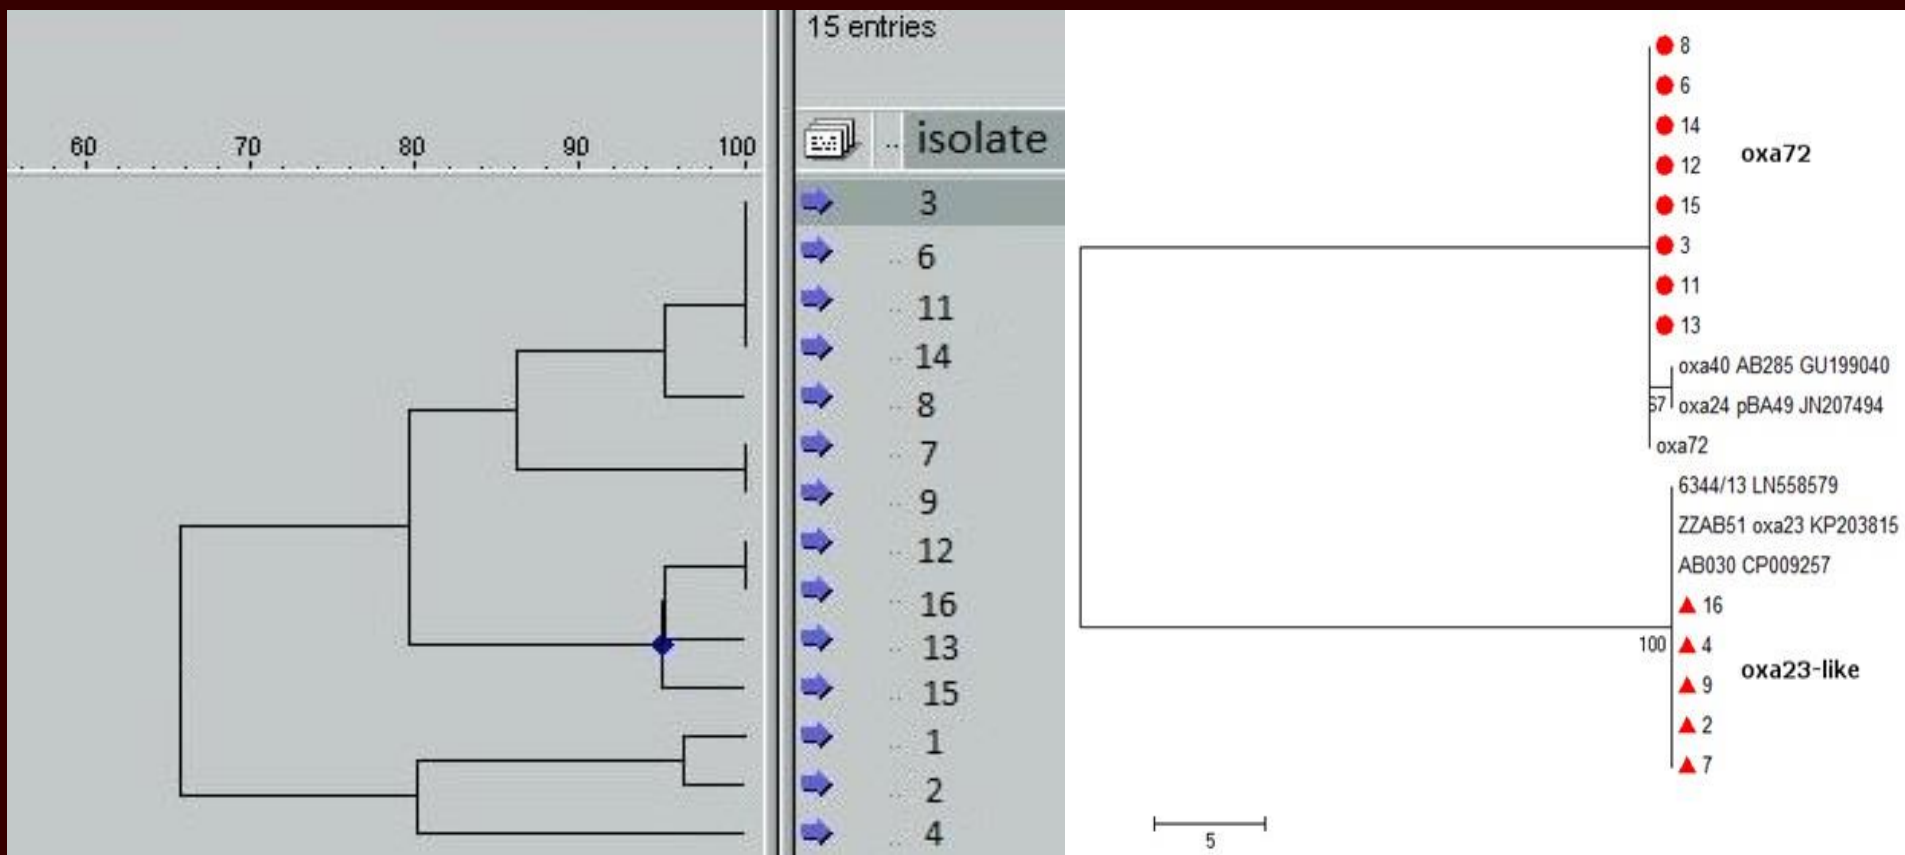 15 entries
60 70 80 90 100
.. isolate
3
.. 6
.. 11
.. 14
.. 8
.. 7
.. 9
.. 12
.. 16
.. 13
.. 15
.. 1
.. 2
.. 4
8
6
14
oxa72
12
15
3
11
13
oxa40 AB285 GU199040
67 oxa24 pBA49 JN207494
oxa72
6344/13 LN558579
ZZAB51 oxa23 KP203815
AB030 CP009257
16
100 4
oxa23-like
9
2
7
5